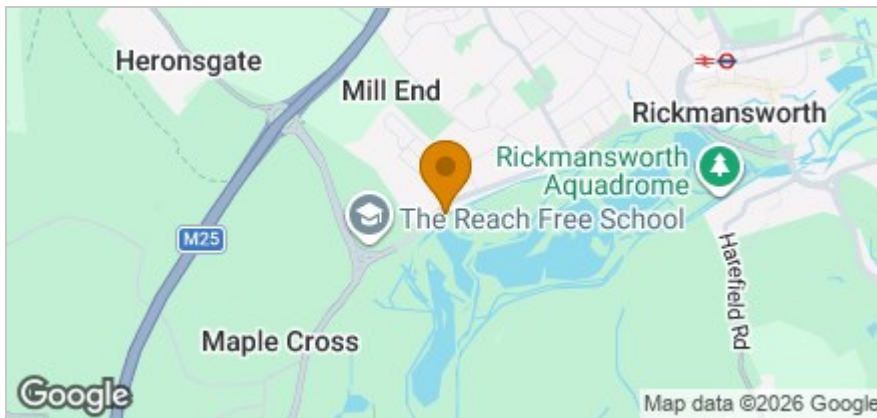 Heronsgate
Mill End
Rickmansworth
Rickmansworth
Aquadrome
The Reach Free School
M25
Harefield Rd
Maple Cross
Google
Map data ©2026 Google